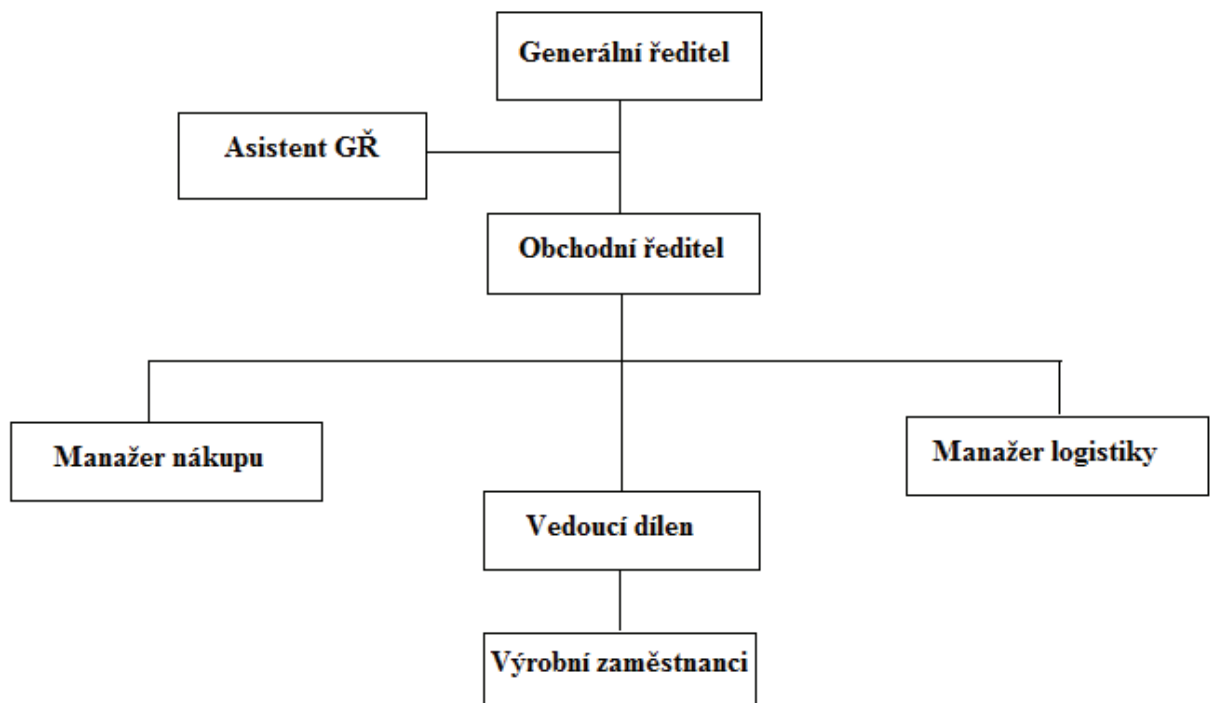 Generální ředitel
Asistent GŘ
Obchodní ředitel
Manažer nákupu
Manažer logistiky
Vedoucí dílen
Výrobní zaměstnanci